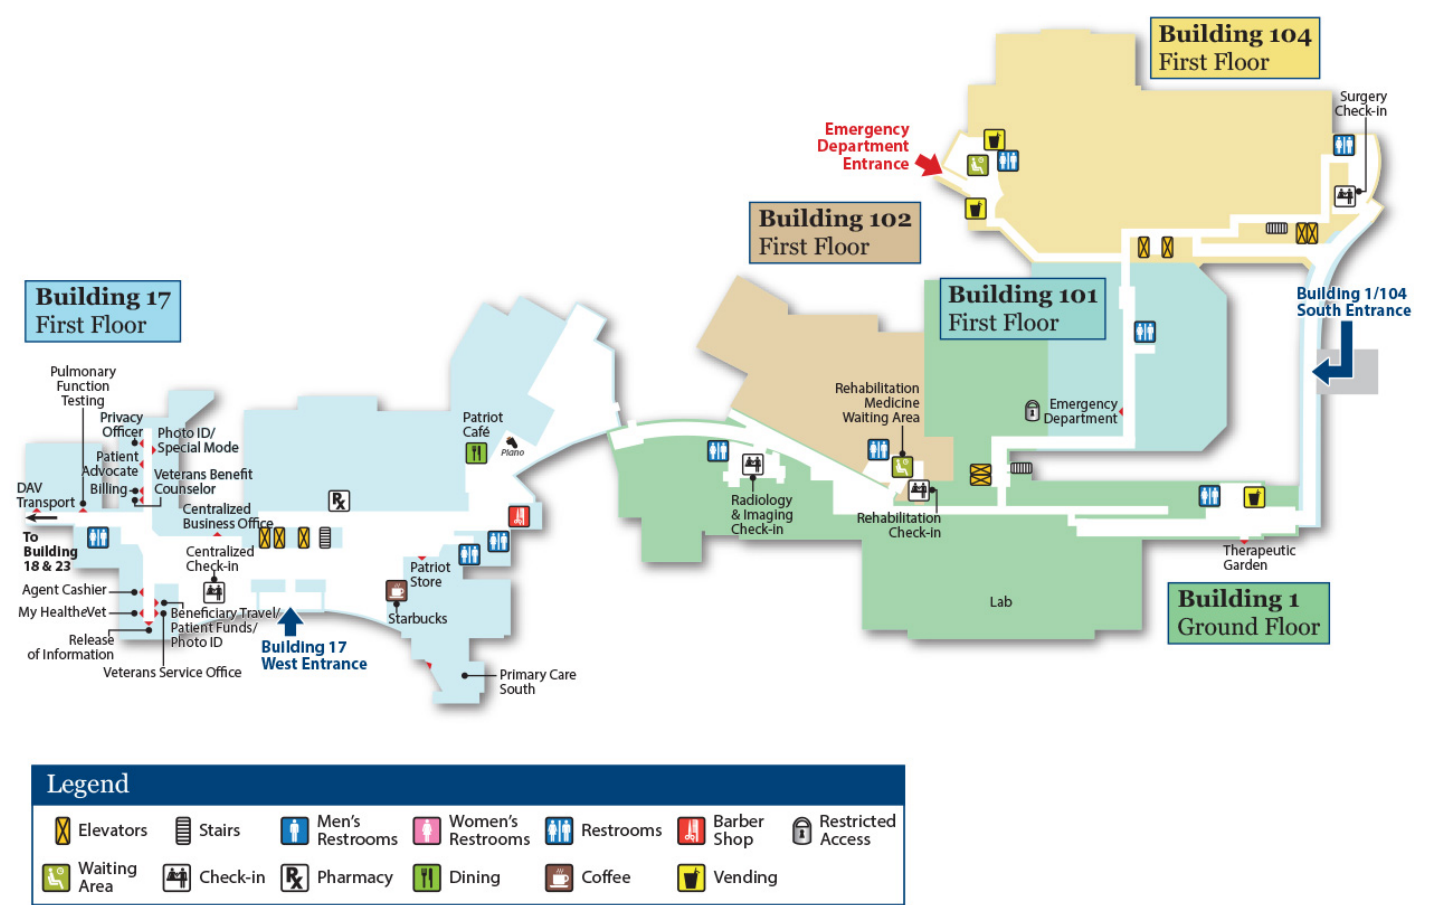 Building 104
First Floor
Surgery
Check-in
Emergency
Department
Entrance
Building 102
First Floor
Building 101
First Floor
Building 1/104
South Entrance
Building 17
First Floor
Pulmonary
Function
Testing
Privacy
Officer
Photo ID/
Special Mode
Patient
Advocate
Veterans Benefit
Counselor
Billing
DAV
Transport
Centralized
Business Office
To
Building
18 & 23
Centralized
Check-in
Agent Cashier
My HealtheVet
Beneficiary Travel/
Patient Funds/
Photo ID
Release
of Information
Veterans Service Office
Building 17
West Entrance
Patriot
Café
Piano
Rx
Patriot
Store
Starbucks
Primary Care
South
Rehabilitation
Medicine
Waiting Area
Emergency
Department
Radiology
& Imaging
Check-in
Rehabilitation
Check-in
Therapeutic
Garden
Lab
Building 1
Ground Floor
Legend
Elevators
Stairs
Men's
Restrooms
Women's
Restrooms
Restrooms
Barber
Shop
Restricted
Access
Waiting
Area
Check-in
Rx
Pharmacy
Dining
Coffee
Vending